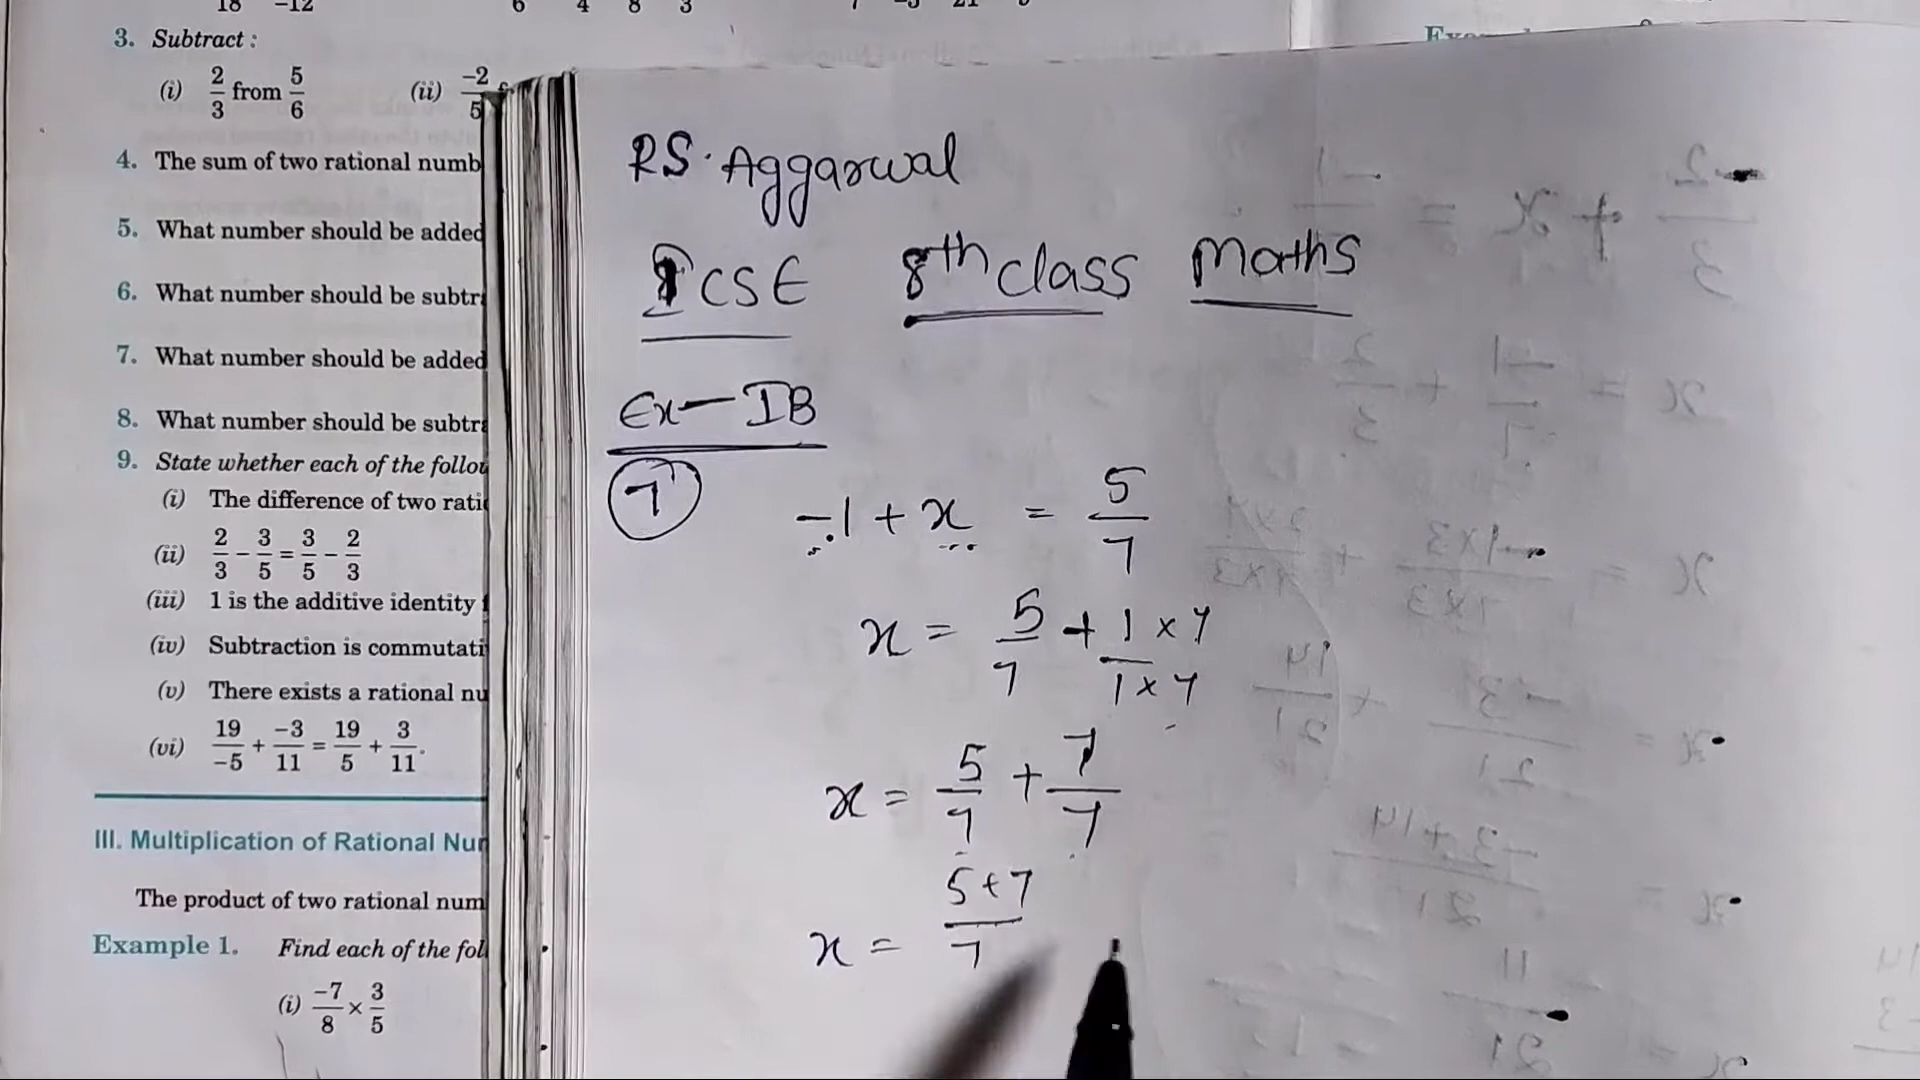 3. Subtract :
(i) 2/3 from 5/6 (ii) -2/5
4. The sum of two rational numb
5. What number should be added
6. What number should be subtr
7. What number should be added
8. What number should be subtr
9. State whether each of the follo
(i) The difference of two rati
(ii) 2/3 - 3/5 = 3/5 - 2/3
(iii) 1 is the additive identity
(iv) Subtraction is commutati
(v) There exists a rational nu
(vi) 19/-5 + -3/11 = 19/5 + 3/11.
III. Multiplication of Rational Nu
The product of two rational num
Example 1. Find each of the fol
(i) -7/8 × 3/5
RS. Aggarwal
ICSE 8th class Maths
Ex-1B
7
-1 + x = 5/7
x = 5/7 + 1×7/1×7
x = 5/7 + 7/7
x = 5+7/7